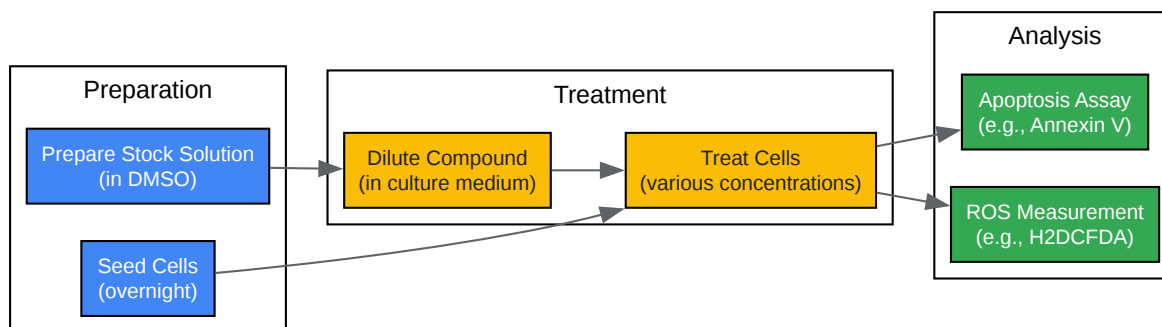 Preparation
Prepare Stock Solution
(in DMSO)
Seed Cells
(overnight)
Treatment
Dilute Compound
(in culture medium)
Treat Cells
(various concentrations)
Analysis
Apoptosis Assay
(e.g., Annexin V)
ROS Measurement
(e.g., H2DCFDA)